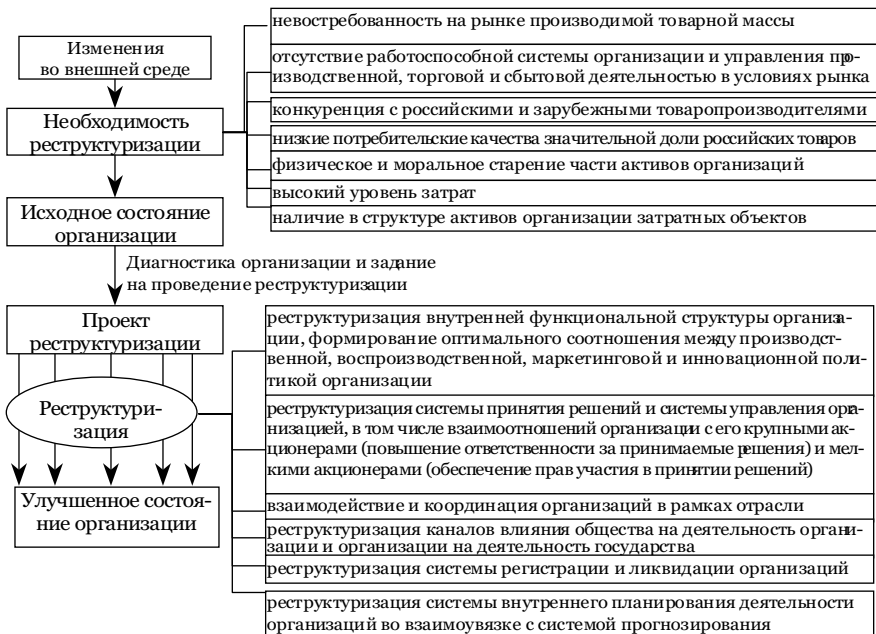 Изменения
во внешней среде
Необходимость
реструктуризации
Исходное состояние
организации
Диагностика организации и задание
на проведение реструктуризации
Проект
реструктуризации
Реструктури-
зация
Улучшенное состоя-
ние организации
невостребованность на рынке производимой товарной массы
отсутствие работоспособной системы организации и управления про-
изводственной, торговой и сбытовой деятельностью в условиях рынка
конкуренция с российскими и зарубежными товаропроизводителями
низкие потребительские качества значительной доли российских товаров
физическое и моральное старение части активов организаций
высокий уровень затрат
наличие в структуре активов организации затратных объектов
реструктуризация внутренней функциональной структуры организа-
ции, формирование оптимального соотношения между производст-
венной, воспроизводственной, маркетинговой и инновационной поли-
тикой организации
реструктуризация системы принятия решений и системы управления орга-
низацией, в том числе взаимоотношений организации с его крупными ак-
ционерами (повышение ответственности за принимаемые решения) и мел-
кими акционерами (обеспечение прав участия в принятии решений)
взаимодействие и координация организаций в рамках отрасли
реструктуризация каналов влияния общества на деятельность органи-
зации и организации на деятельность государства
реструктуризация системы регистрации и ликвидации организаций
реструктуризация системы внутреннего планирования деятельности
организаций во взаимоувязке с системой прогнозирования